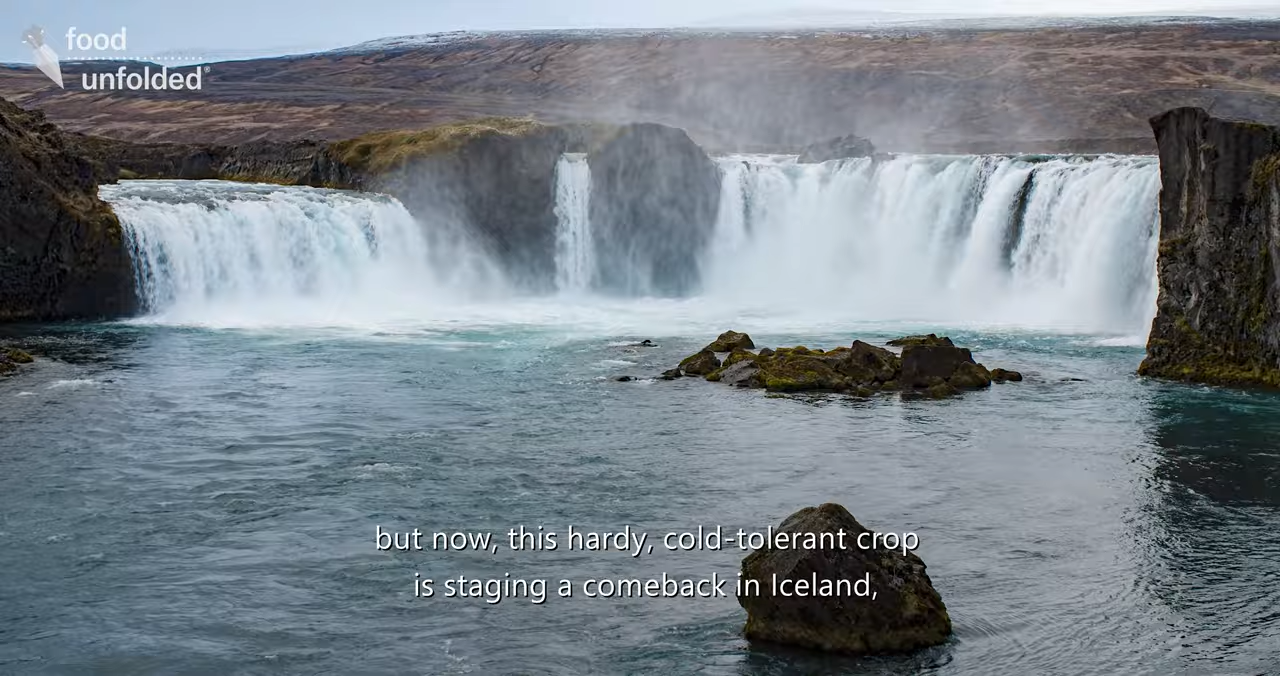 food
unfolded®
but now, this hardy, cold-tolerant crop
is staging a comeback in Iceland,